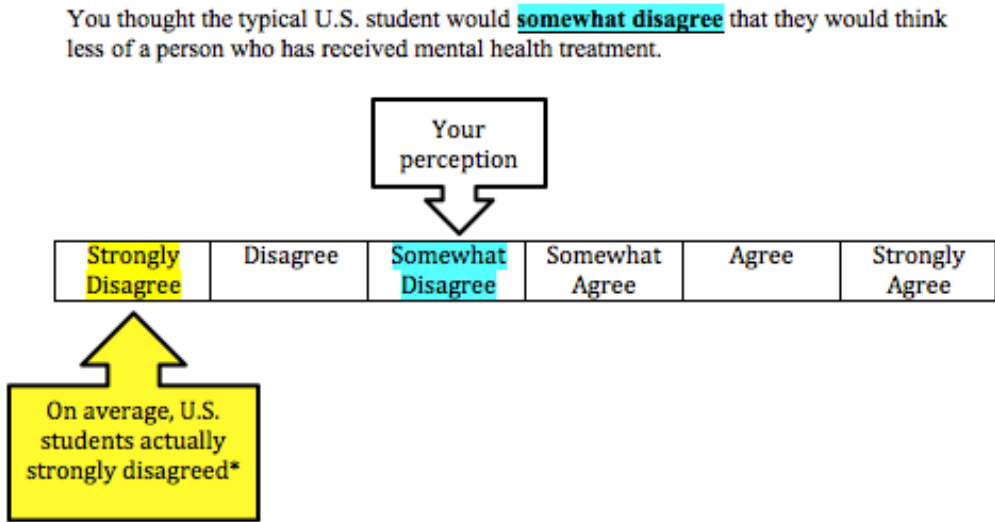 You thought the typical U.S. student would somewhat disagree that they would think
less of a person who has received mental health treatment.
Your
perception
Strongly
Disagree
Disagree
Somewhat
Disagree
Somewhat
Agree
Agree
Strongly
Agree
On average, U.S.
students actually
strongly disagreed*